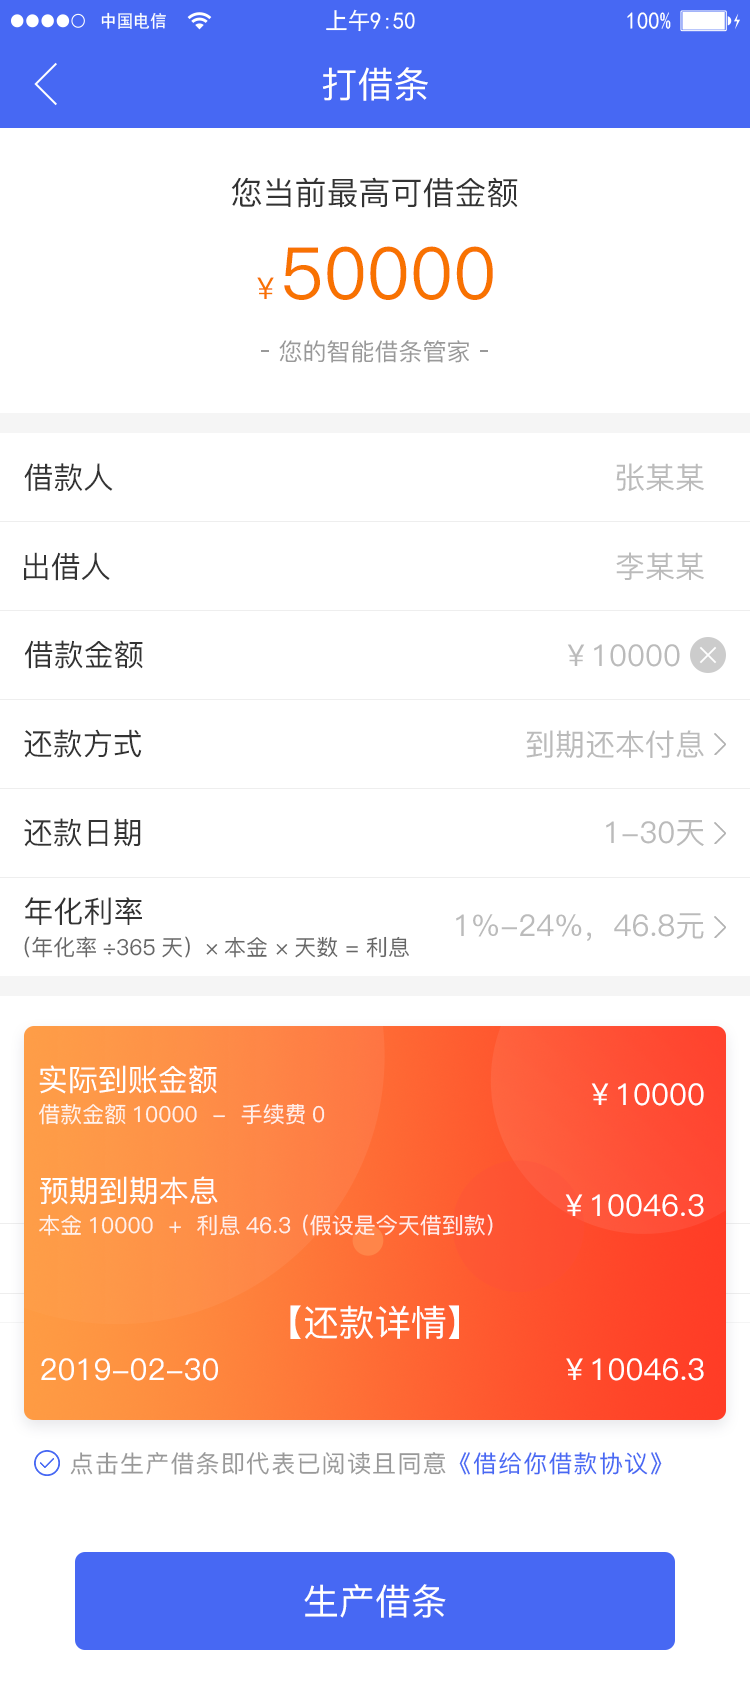 中国电信 上午9:50 100%
打借条
您当前最高可借金额
¥50000
- 您的智能借条管家 -
借款人 张某某
出借人 李某某
借款金额 ¥10000
还款方式 到期还本付息
还款日期 1-30天
年化利率 1%-24%，46.8元
(年化率÷365 天) × 本金 × 天数 = 利息
实际到账金额 ¥10000
借款金额 10000 - 手续费 0
预期到期本息 ¥10046.3
本金 10000 + 利息 46.3 (假设是今天借到款)
【还款详情】
2019-02-30 ¥10046.3
点击生产借条即代表已阅读且同意《借给你借款协议》
生产借条